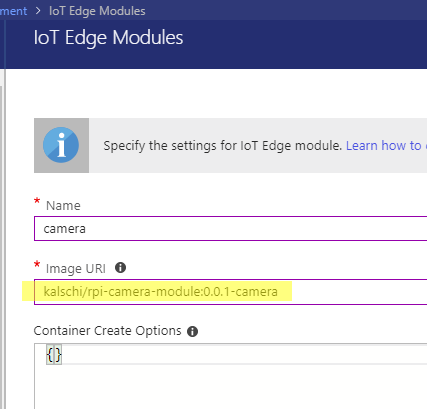 ment > IoT Edge Modules
IoT Edge Modules
Specify the settings for IoT Edge module. Learn how to
* Name
camera
* Image URI
kalschi/rpi-camera-module:0.0.1-camera
Container Create Options
{}